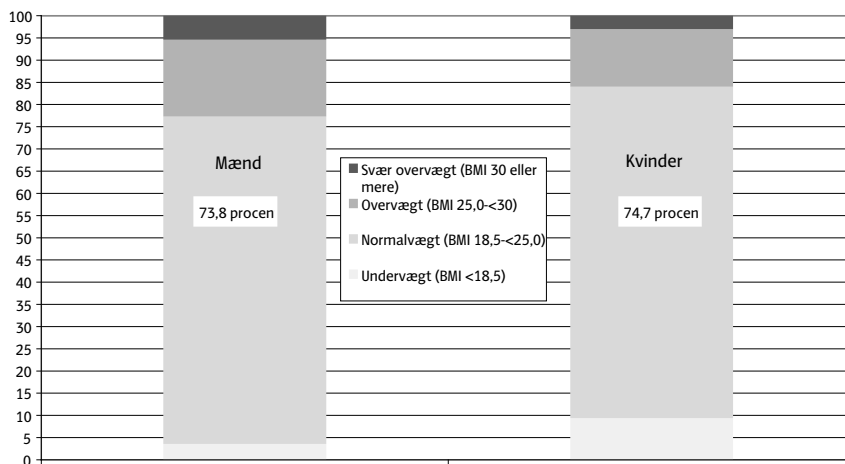 100
95
90
85
80
75
70
65
60
55
50
45
40
35
30
25
20
15
10
5
0
Mænd
73,8 procen
Svær overvægt (BMI 30 eller
mere)
Overvægt (BMI 25,0-<30)
Normalvægt (BMI 18,5-<25,0)
Undervægt (BMI <18,5)
Kvinder
74,7 procen